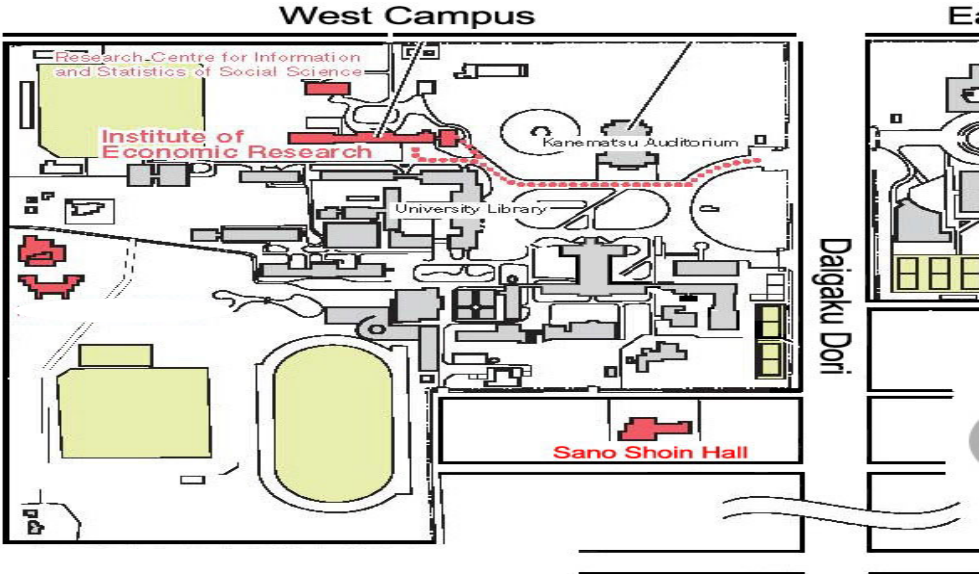 West Campus
Ea
Research Centre for Information
and Statistics of Social Science
Institute of
Economic Research
Kanematsu Auditorium
University Library
Daigaku Dori
Sano Shoin Hall